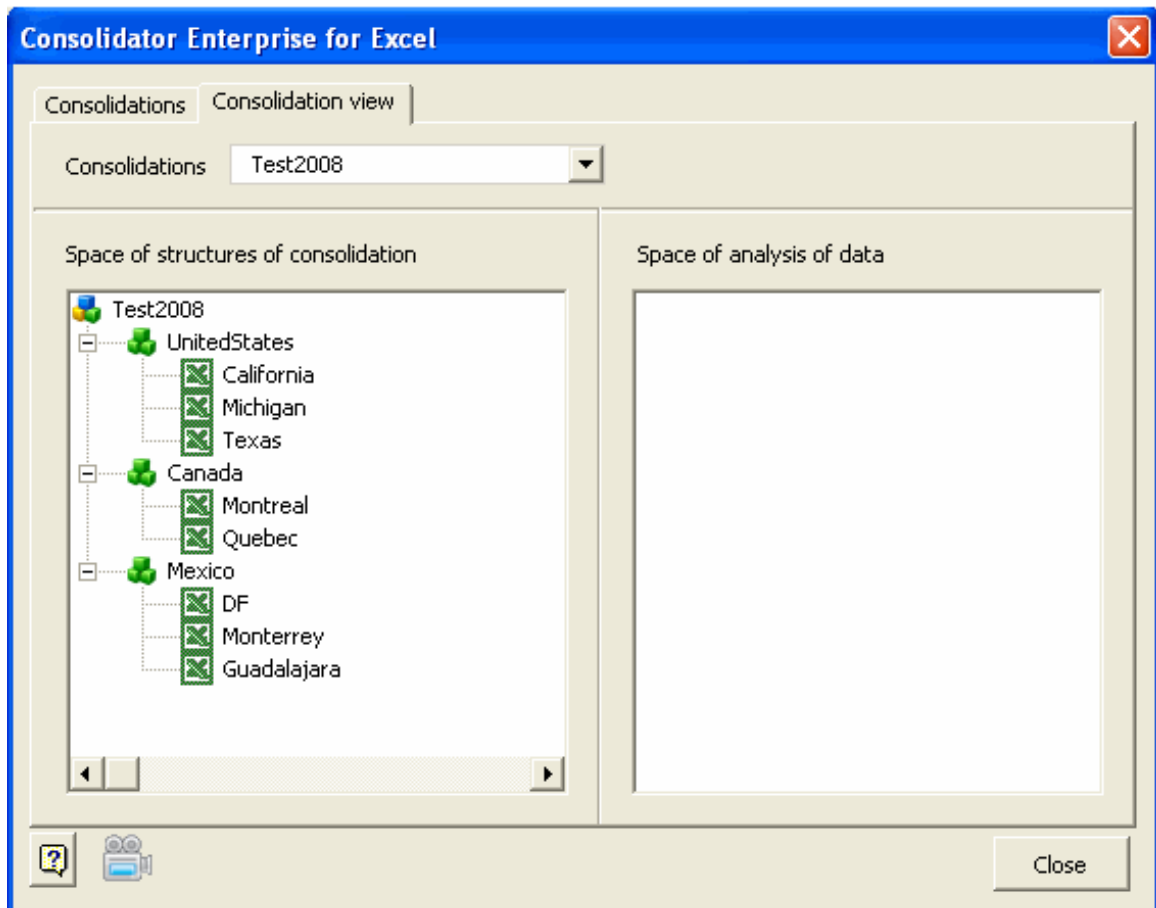 Consolidator Enterprise for Excel
Consolidations Consolidation view
Consolidations Test2008
Space of structures of consolidation Space of analysis of data
Test2008
UnitedStates
California
Michigan
Texas
Canada
Montreal
Quebec
Mexico
DF
Monterrey
Guadalajara
Close